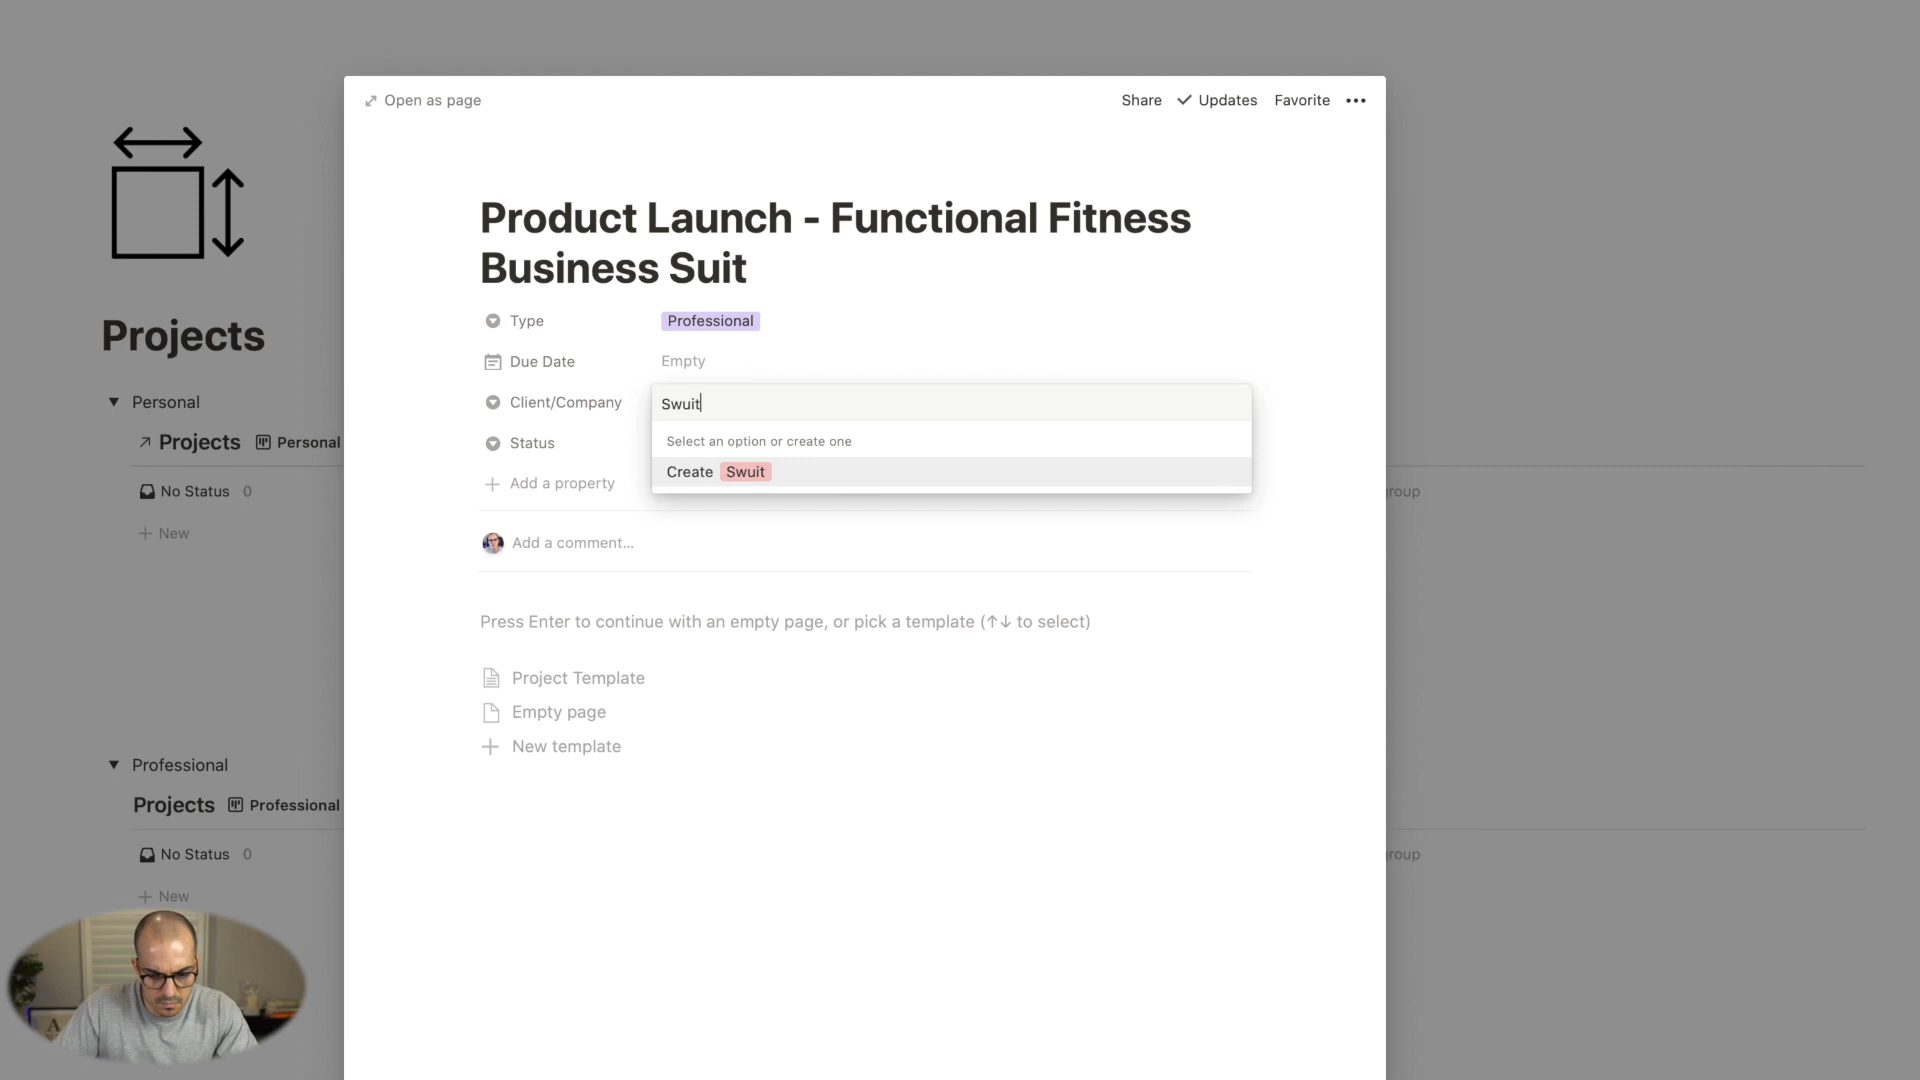 Open as page
Share Updates Favorite
Product Launch - Functional Fitness
Business Suit
Type Professional
Due Date Empty
Client/Company Swuit
Select an option or create one
Status
Create Swuit
Add a property
Add a comment...
Press Enter to continue with an empty page, or pick a template (↑↓ to select)
Project Template
Empty page
New template
Projects
Personal
Projects Personal
No Status 0
New
Professional
Projects Professional
No Status 0
New
roup
roup
A